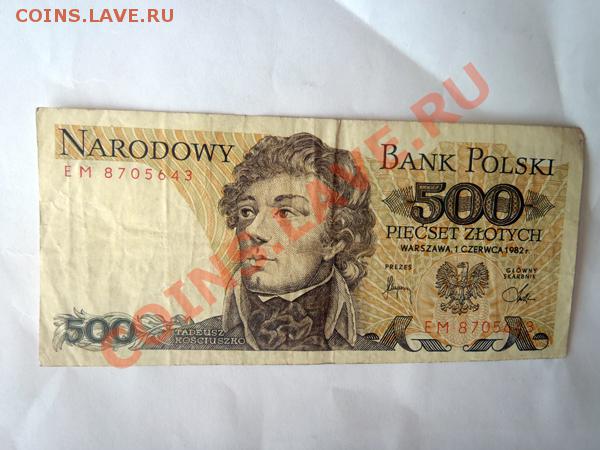 COINS.LAVE.RU
NARODOWY BANK POLSKI
EM 8705643
500
PIĘĆSET ZŁOTYCH
WARSZAWA, 1 CZERWCA 1982 r.
PREZES
GŁÓWNY
SKARBNIK
500
TADEUSZ
KOŚCIUSZKO
EM 8705643
COINS.LAVE.RU
COINS.LAVE.RU